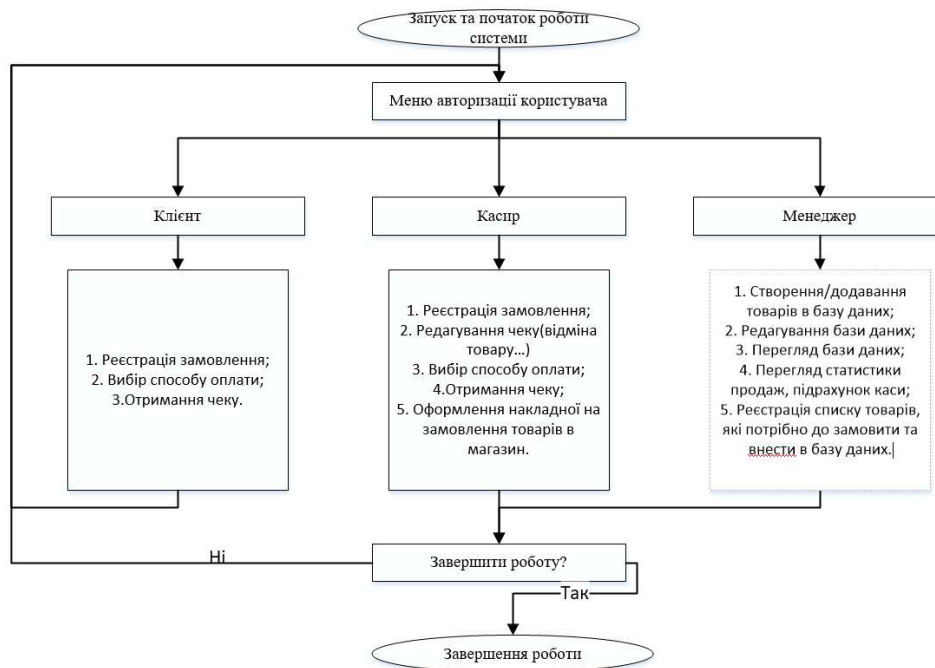 Запуск та початок роботи
системи
Меню авторизації користувача
Клієнт
Касир
Менеджер
1. Реєстрація замовлення;
2. Вибір способу оплати;
3.Отримання чеку.
1. Реєстрація замовлення;
2. Редагування чеку(відміна
товару...)
3. Вибір способу оплати;
4.Отримання чеку;
5. Оформлення накладної на
замовлення товарів в
магазин.
1. Створення/додавання
товарів в базу даних;
2. Редагування бази даних;
3. Перегляд бази даних;
4. Перегляд статистики
продаж, підрахунок каси;
5. Реєстрація списку товарів,
які потрібно до замовити та
внести в базу даних.
Ні
Завершити роботу?
Так
Завершення роботи